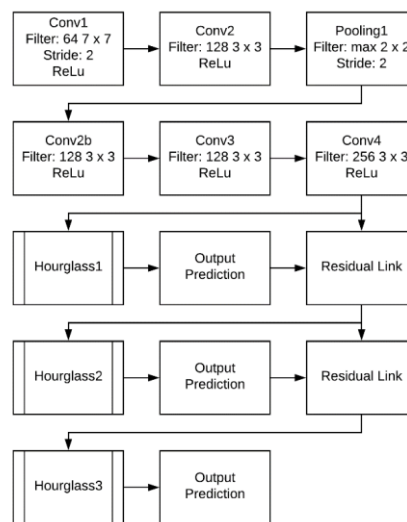 Conv1
Filter: 64 7 x 7
Stride: 2
ReLu
Conv2
Filter: 128 3 x 3
ReLu
Pooling1
Filter: max 2 x 2
Stride: 2
Conv2b
Filter: 128 3 x 3
ReLu
Conv3
Filter: 128 3 x 3
ReLu
Conv4
Filter: 256 3 x 3
ReLu
Hourglass1
Output
Prediction
Residual Link
Hourglass2
Output
Prediction
Residual Link
Hourglass3
Output
Prediction